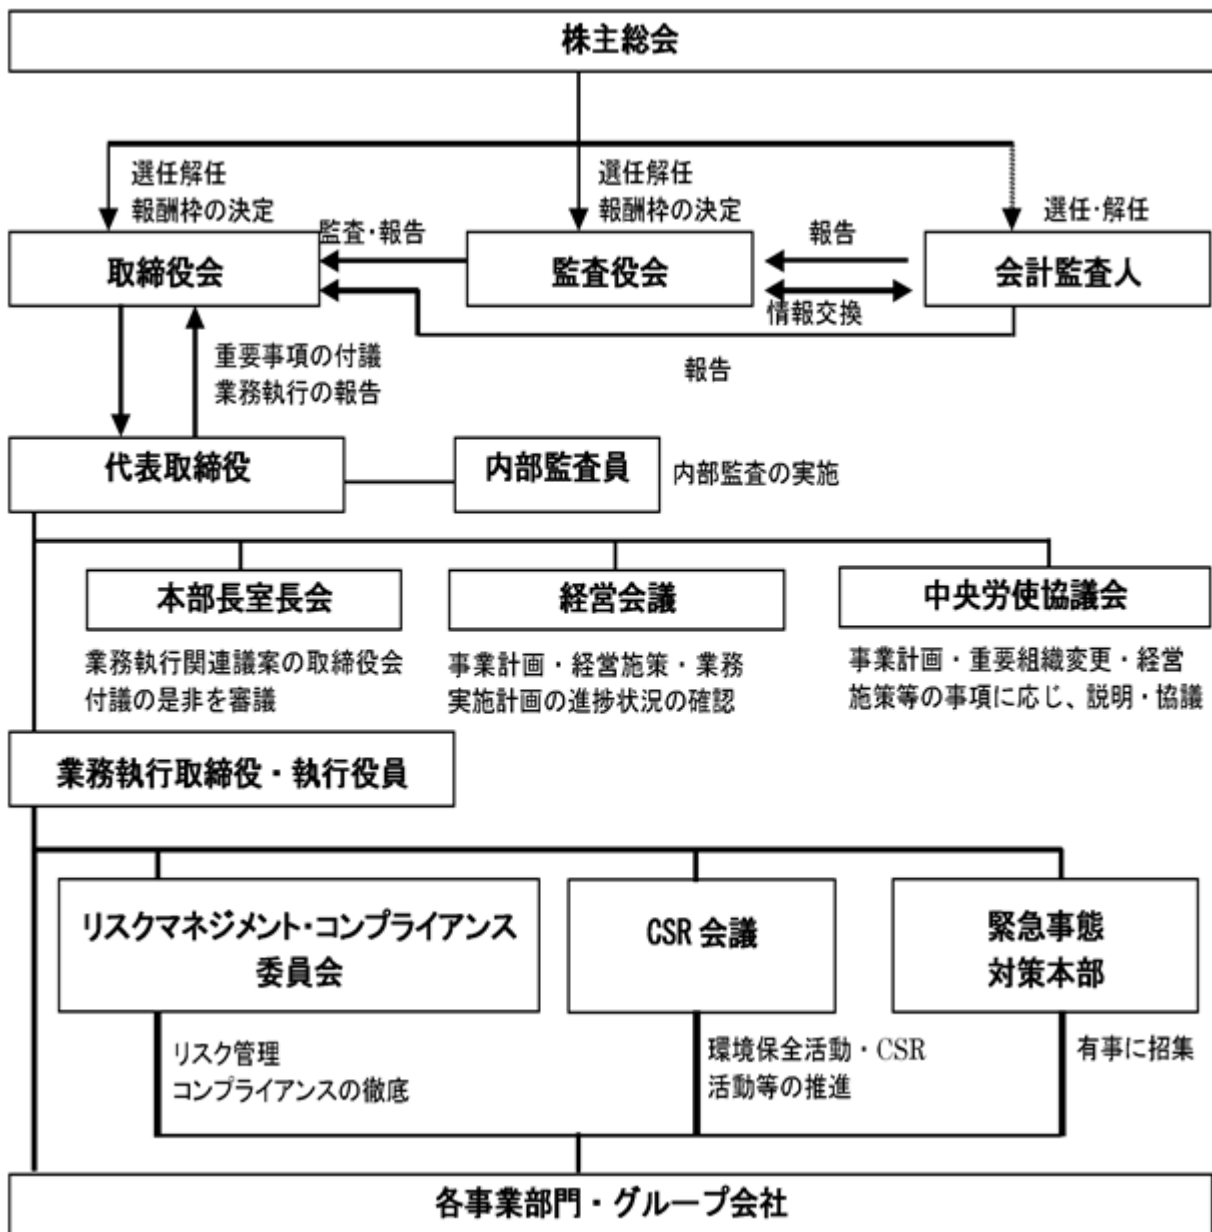 株主総会
選任解任
報酬枠の決定
選任解任
報酬枠の決定
選任･解任
監査･報告
報告
取締役会
監査役会
会計監査人
情報交換
重要事項の付議
業務執行の報告
報告
代表取締役
内部監査員
内部監査の実施
本部長室長会
経営会議
中央労使協議会
業務執行関連議案の取締役会
付議の是非を審議
事業計画・経営施策・業務
実施計画の進捗状況の確認
事業計画・重要組織変更・経営
施策等の事項に応じ、説明・協議
業務執行取締役・執行役員
リスクマネジメント･コンプライアンス
委員会
CSR 会議
緊急事態
対策本部
リスク管理
コンプライアンスの徹底
環境保全活動・CSR
活動等の推進
有事に招集
各事業部門・グループ会社